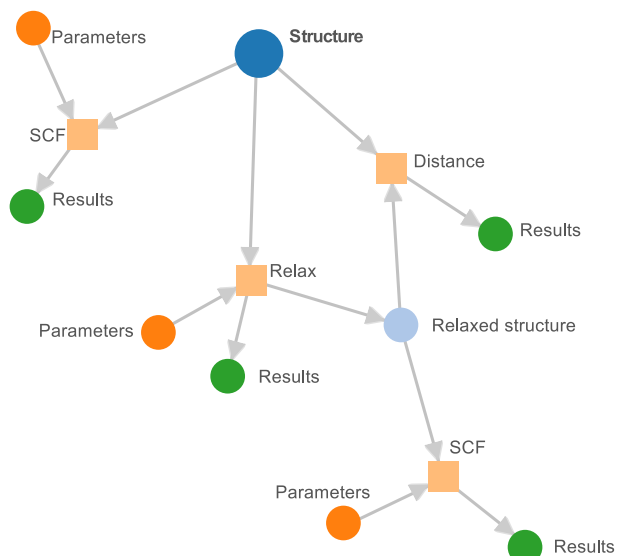 Parameters
Structure
SCF
Distance
Results
Results
Relax
Parameters
Relaxed structure
Results
SCF
Parameters
Results